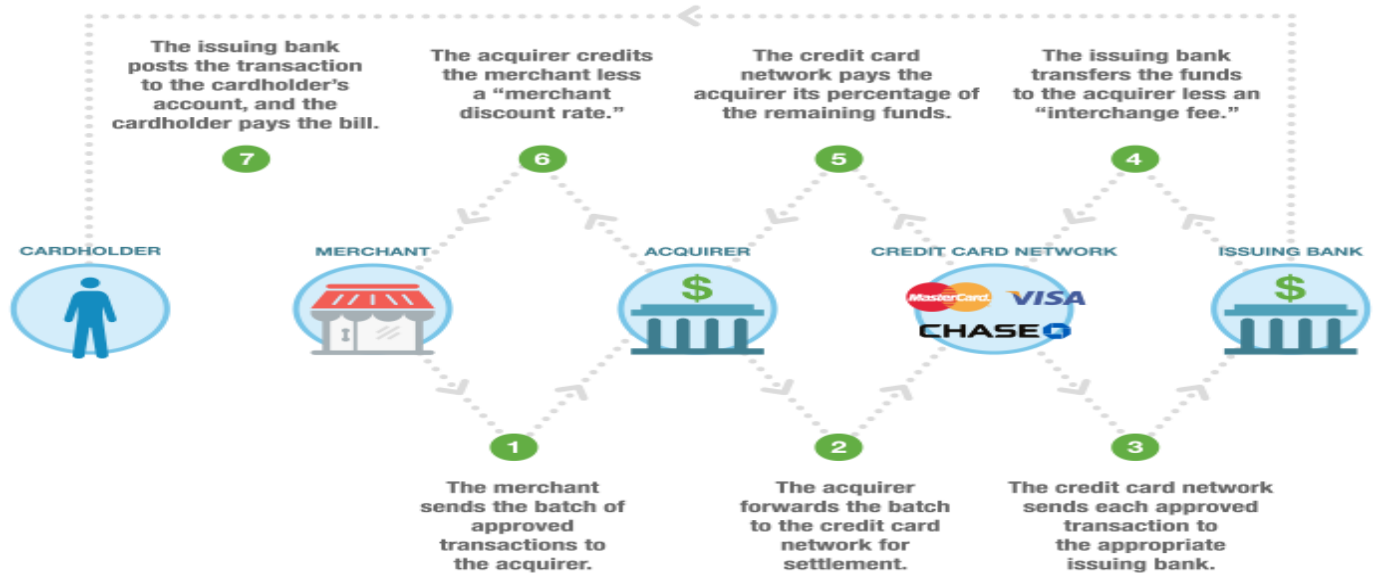 The issuing bank
posts the transaction
to the cardholder's
account, and the
cardholder pays the bill.
7
The acquirer credits
the merchant less
a “merchant
discount rate.”
6
The credit card
network pays the
acquirer its percentage of
the remaining funds.
5
The issuing bank
transfers the funds
to the acquirer less an
“interchange fee.”
4
CARDHOLDER
MERCHANT
ACQUIRER
$
CREDIT CARD NETWORK
MasterCard
VISA
CHASE
ISSUING BANK
$
1
The merchant
sends the batch of
approved
transactions to
the acquirer.
2
The acquirer
forwards the batch
to the credit card
network for
settlement.
3
The credit card network
sends each approved
transaction to
the appropriate
issuing bank.